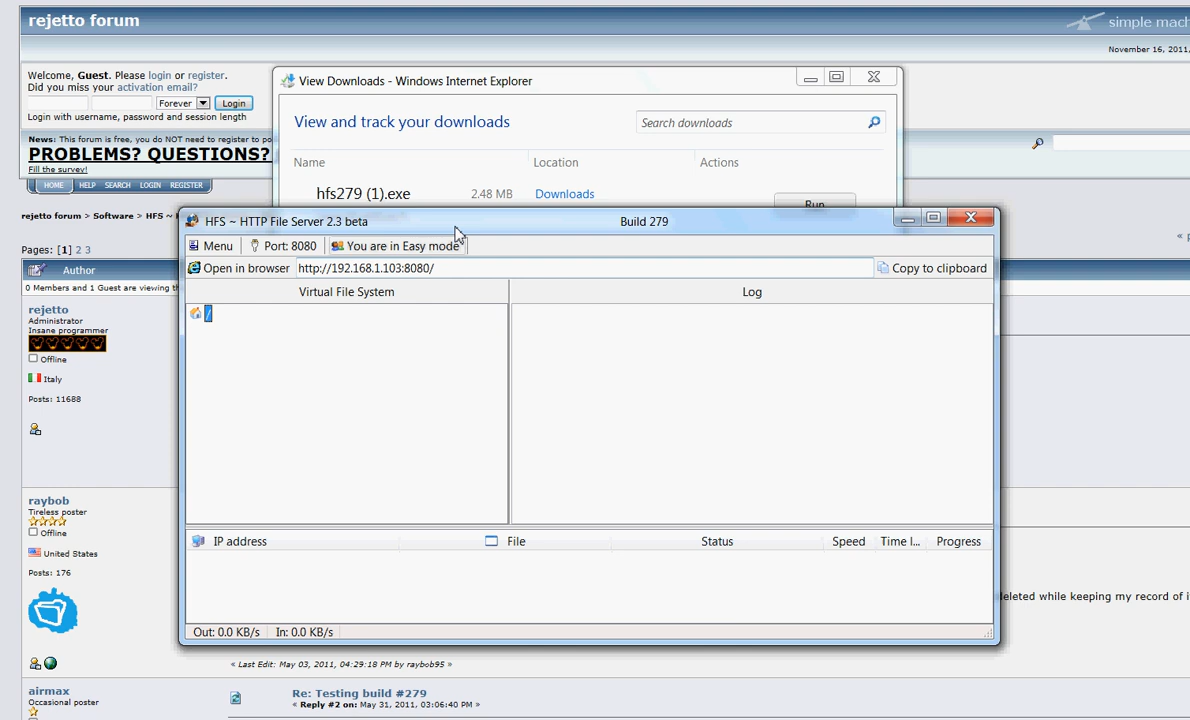 rejetto forum
simple mach
November 16, 2011,
Welcome, Guest. Please login or register.
Did you miss your activation email?
Forever
Login
Login with username, password and session length
News: This forum is free, you do NOT need to register to po
PROBLEMS? QUESTIONS?
Fill the survey!
HOME HELP SEARCH LOGIN REGISTER
rejetto forum > Software > HFS ~
« p
Pages: [1] 2 3
Author
0 Members and 1 Guest are viewing th
rejetto
Administrator
Insane programmer
Offline
Italy
Posts: 11688
raybob
Tireless poster
Offline
United States
Posts: 176
deleted while keeping my record of i
« Last Edit: May 03, 2011, 04:29:18 PM by raybob95 »
airmax
Occasional poster
Re: Testing build #279
« Reply #2 on: May 31, 2011, 03:06:40 PM »
View Downloads - Windows Internet Explorer
View and track your downloads
Search downloads
Name Location Actions
hfs279 (1).exe 2.48 MB Downloads
Run
HFS ~ HTTP File Server 2.3 beta Build 279
Menu Port: 8080 You are in Easy mode
Open in browser http://192.168.1.103:8080/ Copy to clipboard
Virtual File System Log
/
IP address File Status Speed Time l... Progress
Out: 0.0 KB/s In: 0.0 KB/s